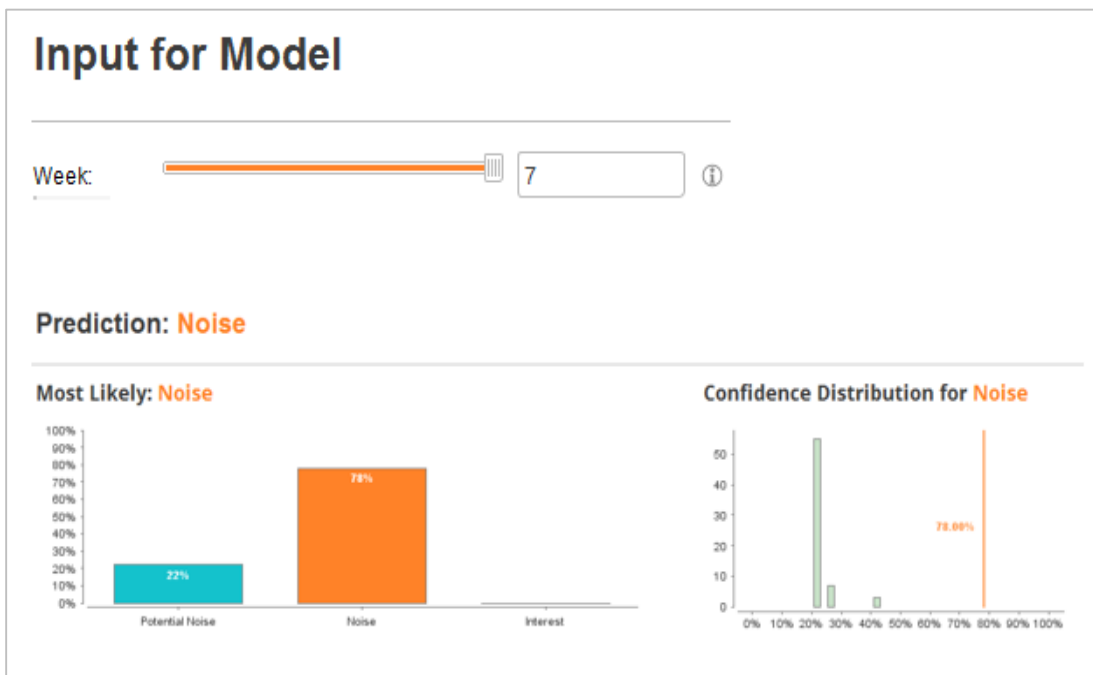 Input for Model
Week:
7
Prediction: Noise
Most Likely: Noise
100%
90%
80%
70%
60%
50%
40%
30%
20%
10%
0%
22%
78%
Potential Noise
Noise
Interest
Confidence Distribution for Noise
50
40
30
20
10
0
78.00%
0% 10% 20% 30% 40% 50% 60% 70% 80% 90% 100%